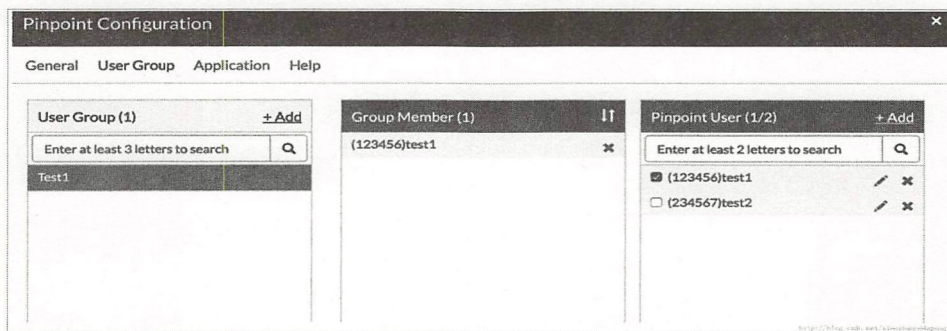 Pinpoint Configuration
×
General User Group Application Help
User Group (1) + Add
Enter at least 3 letters to search
Test1
Group Member (1)
(123456)test1
Pinpoint User (1/2) + Add
Enter at least 2 letters to search
(123456)test1
(234567)test2